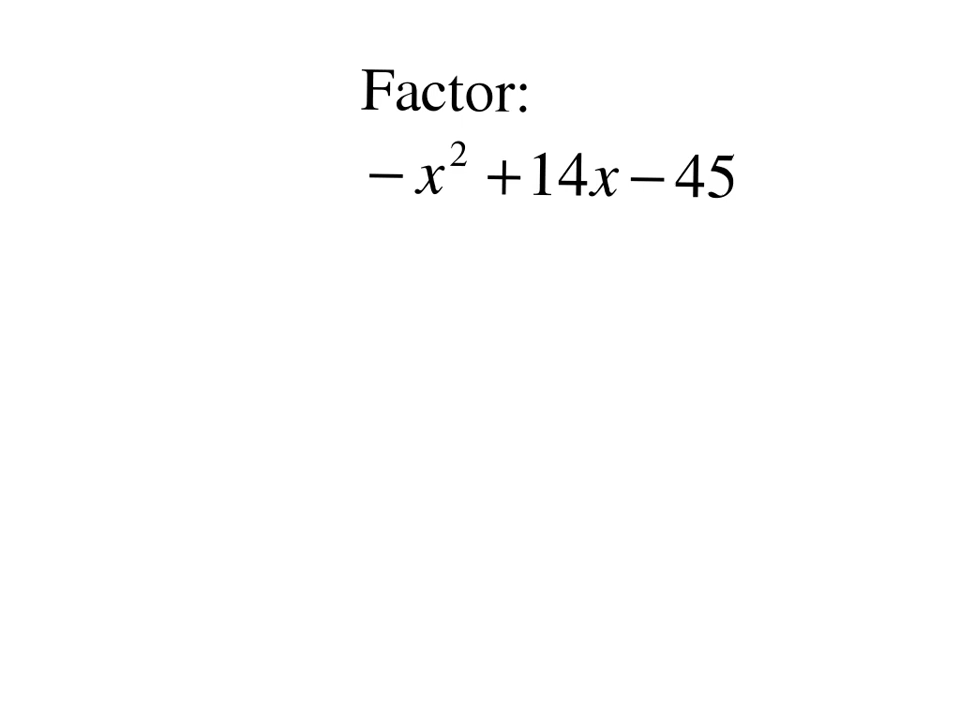 Factor:
− x² + 14x − 45